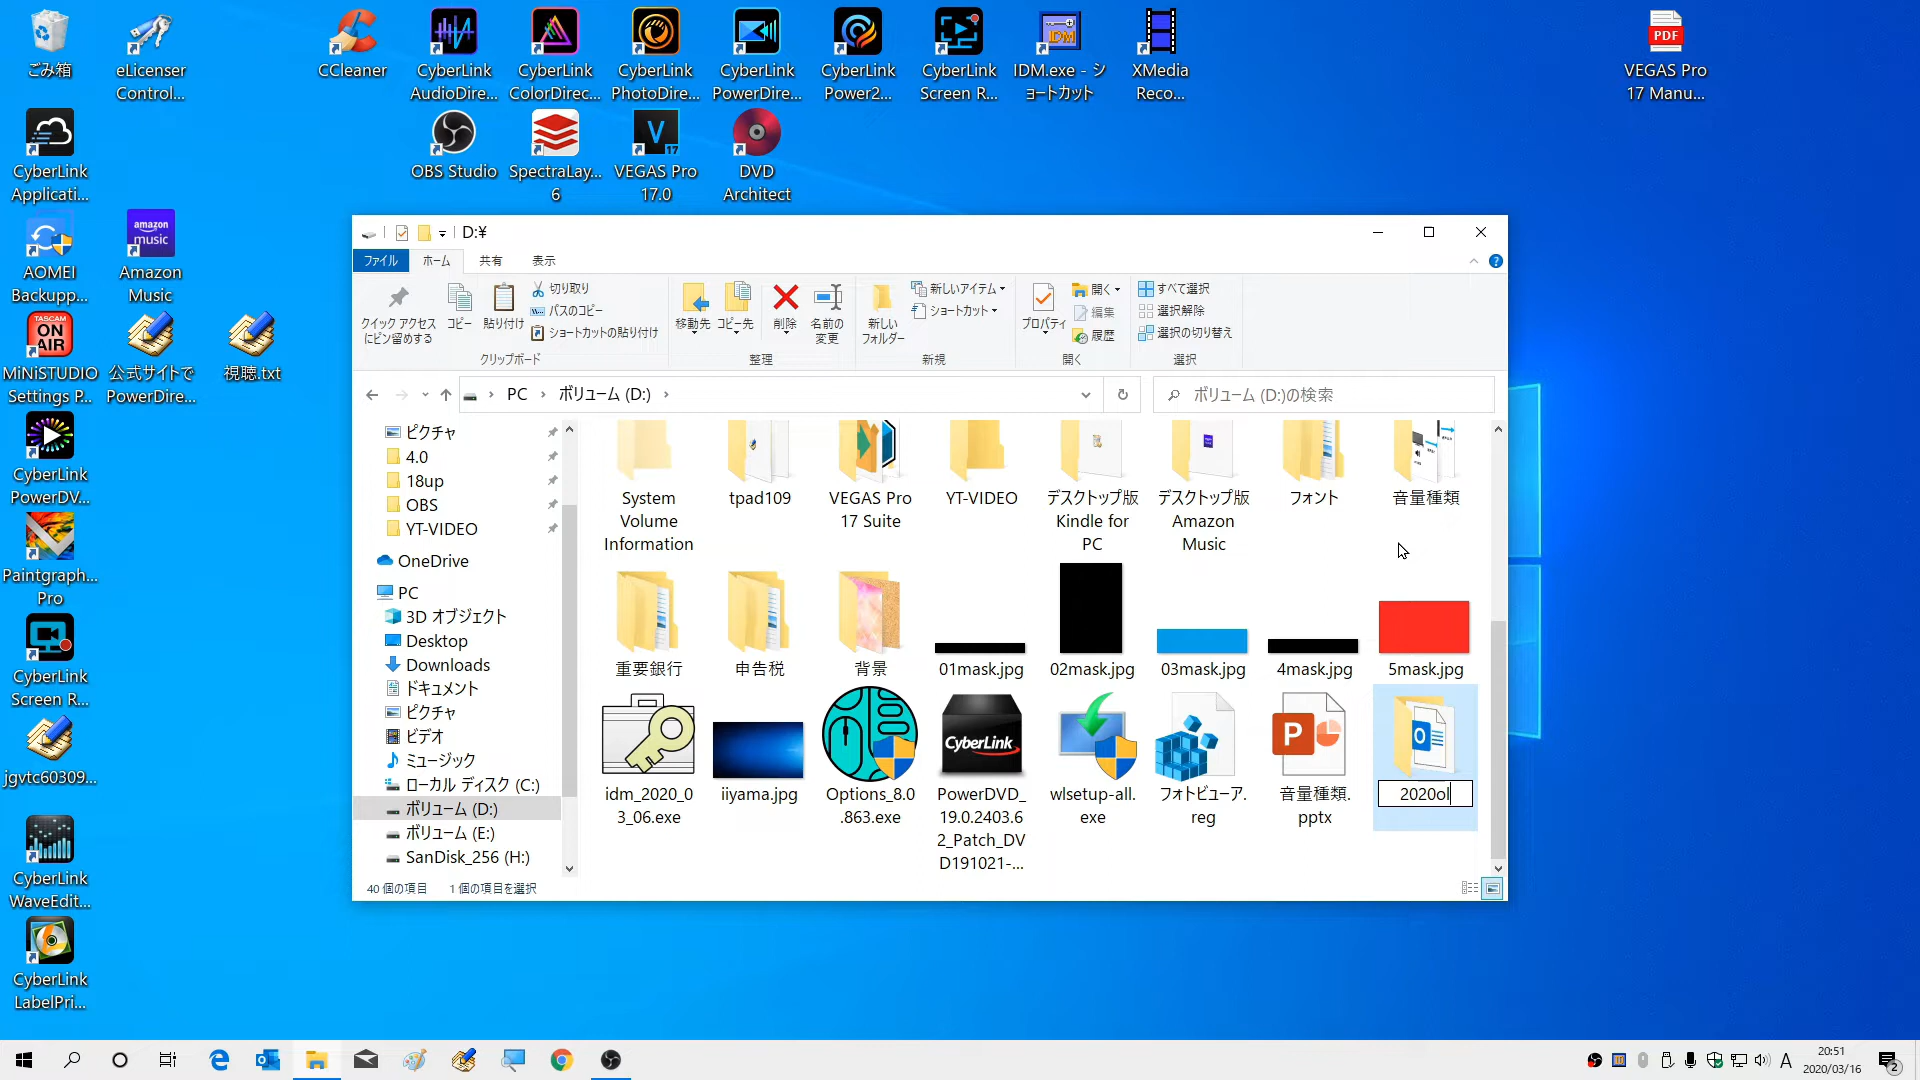 ごみ箱
eLicenser
Control...
CCleaner
CyberLink
AudioDire...
CyberLink
ColorDirec...
CyberLink
PhotoDire...
CyberLink
PowerDire...
CyberLink
Power2...
CyberLink
Screen R...
IDM.exe - シ
ョートカット
XMedia
Reco...
PDF
VEGAS Pro
17 Manu...
CyberLink
Applicati...
OBS Studio
SpectraLay...
6
VEGAS Pro
17.0
DVD
Architect
AOMEI
Backupp...
amazon
music
Amazon
Music
TASCAM
ON
AIR
MiNiSTUDIO
Settings P...
公式サイトで
PowerDire...
視聴.txt
CyberLink
PowerDV...
Paintgraph...
Pro
CyberLink
Screen R...
jgvtc60309...
CyberLink
WaveEdit...
CyberLink
LabelPri...
D:¥
ファイル
ホーム
共有
表示
クイック アクセス
にピン留めする
コピー
貼り付け
切り取り
パスのコピー
ショートカットの貼り付け
クリップボード
移動先
コピー先
削除
名前の
変更
整理
新しい
フォルダー
新しいアイテム
ショートカット
新規
プロパティ
開く
編集
履歴
開く
すべて選択
選択解除
選択の切り替え
選択
PC
ボリューム (D:)
ボリューム (D:)の検索
ピクチャ
4.0
18up
OBS
YT-VIDEO
OneDrive
PC
3D オブジェクト
Desktop
Downloads
ドキュメント
ピクチャ
ビデオ
ミュージック
ローカル ディスク (C:)
ボリューム (D:)
ボリューム (E:)
SanDisk_256 (H:)
System
Volume
Information
tpad109
VEGAS Pro
17 Suite
YT-VIDEO
デスクトップ版
Kindle for
PC
デスクトップ版
Amazon
Music
フォント
音量種類
重要銀行
申告税
背景
01mask.jpg
02mask.jpg
03mask.jpg
4mask.jpg
5mask.jpg
idm_2020_0
3_06.exe
iiyama.jpg
Options_8.0
.863.exe
CyberLink
PowerDVD_
19.0.2403.6
2_Patch_DV
D191021-...
wlsetup-all.
exe
フォトビューア.
reg
音量種類.
pptx
2020ol
40 個の項目
1 個の項目を選択
A
20:51
2020/03/16
2